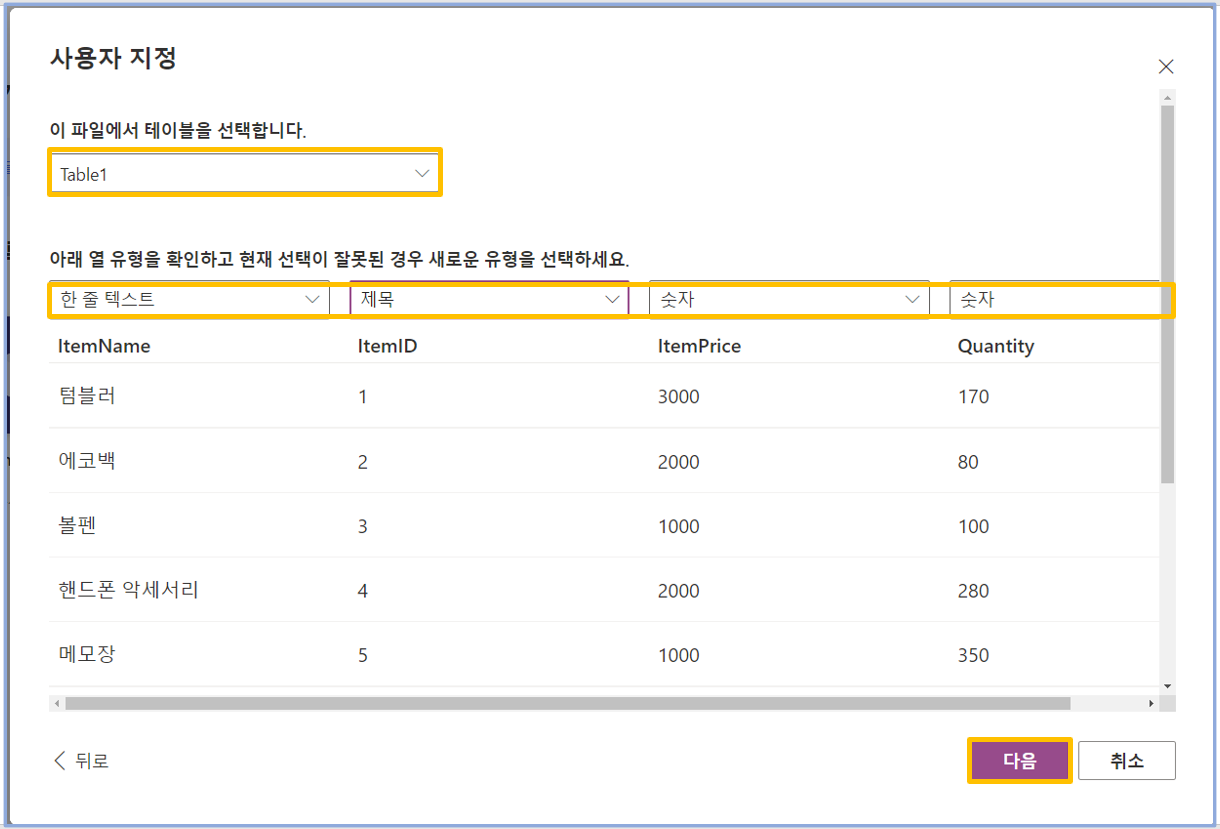 사용자 지정
이 파일에서 테이블을 선택합니다.
Table1
아래 열 유형을 확인하고 현재 선택이 잘못된 경우 새로운 유형을 선택하세요.
한 줄 텍스트 제목 숫자 숫자
ItemName ItemID ItemPrice Quantity
텀블러 1 3000 170
에코백 2 2000 80
볼펜 3 1000 100
핸드폰 악세서리 4 2000 280
메모장 5 1000 350
뒤로 다음 취소